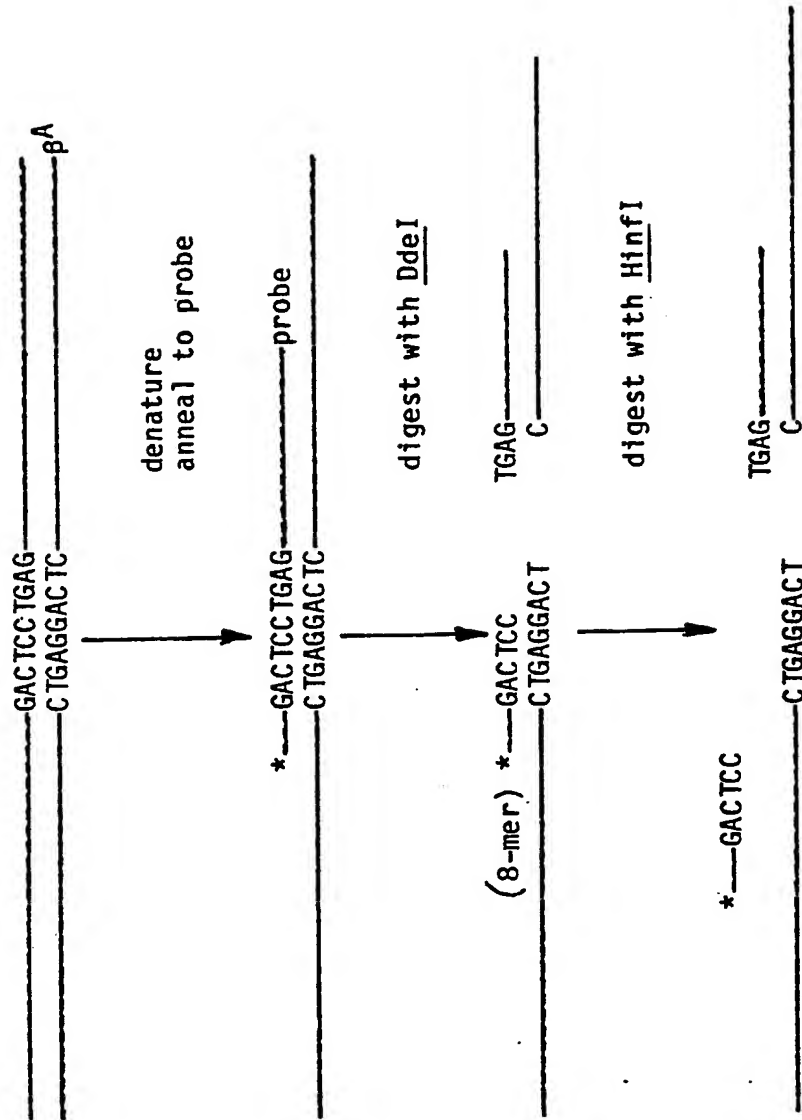 GACTCCTGAG
CTGAGGACTC
βA
denature
anneal to probe
*—GACTCCTGAG—probe
CTGAGGACTC
digest with DdeI
(8-mer) *—GACTCC TGAG
CTGAGGACT C
digest with HinfI
*—GACTCC TGAG
CTGAGGACT C